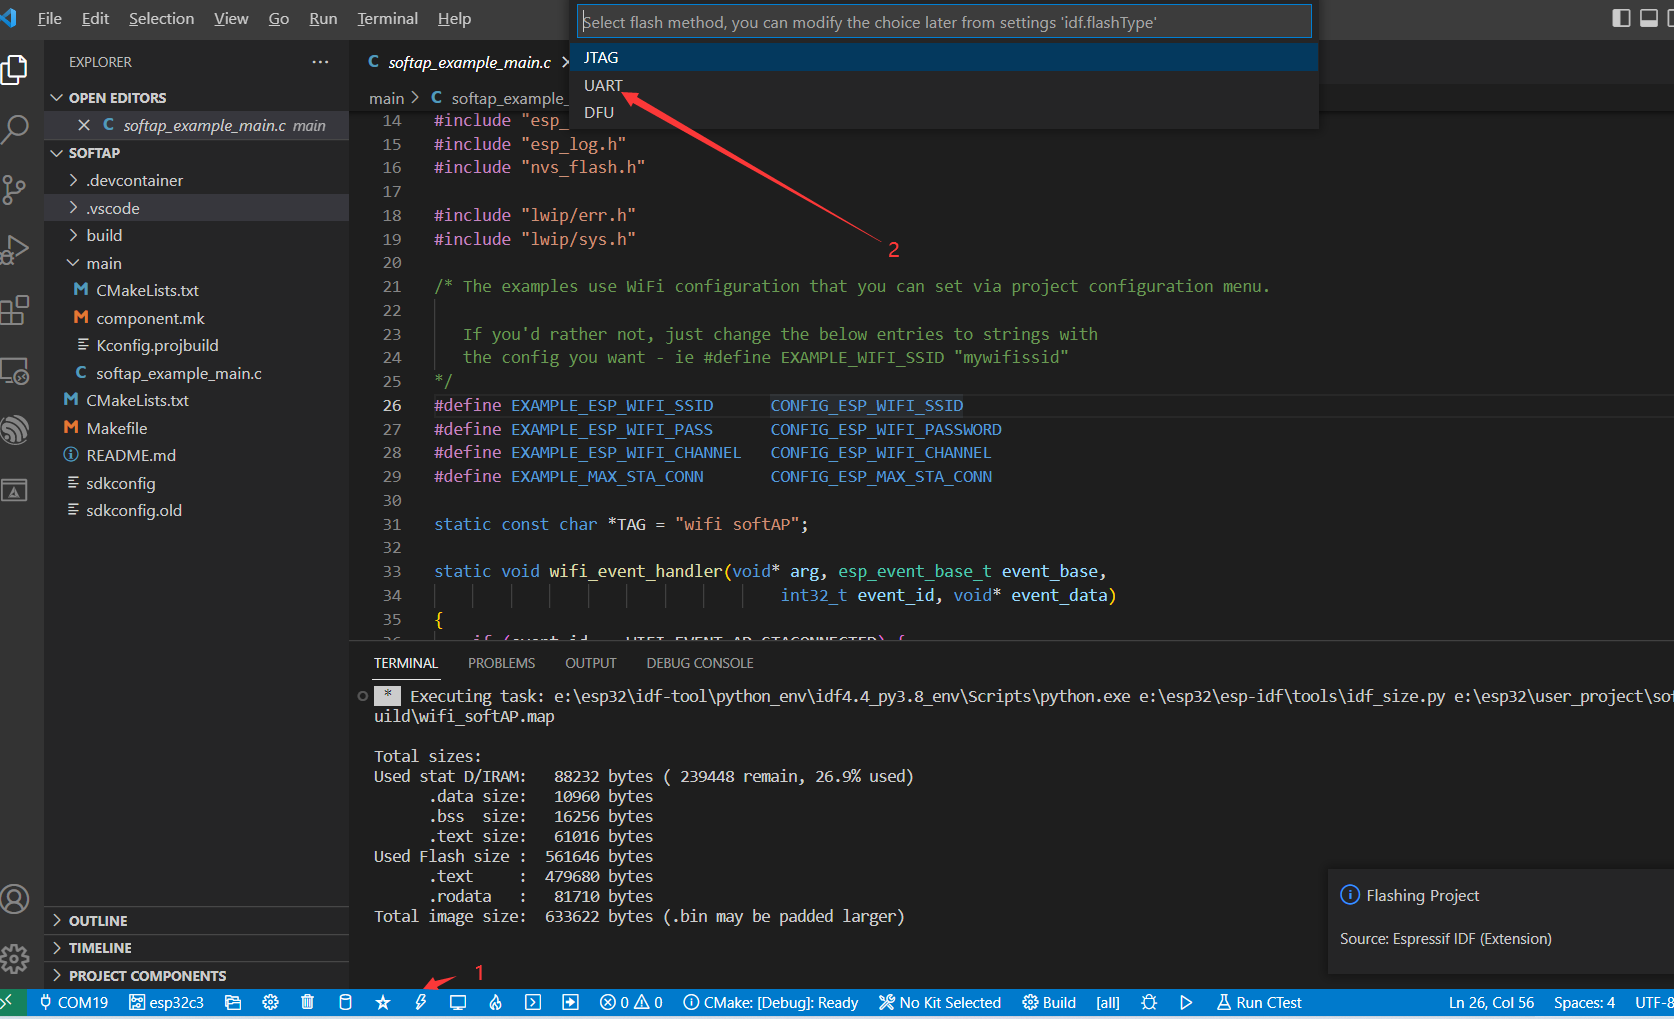 File Edit Selection View Go Run Terminal Help
Select flash method, you can modify the choice later from settings 'idf.flashType'
JTAG
UART
DFU
2
EXPLORER
OPEN EDITORS
softap_example_main.c main
SOFTAP
.devcontainer
.vscode
build
main
CMakeLists.txt
component.mk
Kconfig.projbuild
softap_example_main.c
CMakeLists.txt
Makefile
README.md
sdkconfig
sdkconfig.old
OUTLINE
TIMELINE
PROJECT COMPONENTS
C softap_example_main.c
main > C softap_example_
14 #include "esp_
15 #include "esp_log.h"
16 #include "nvs_flash.h"
17
18 #include "lwip/err.h"
19 #include "lwip/sys.h"
20
21 /* The examples use WiFi configuration that you can set via project configuration menu.
22
23 If you'd rather not, just change the below entries to strings with
24 the config you want - ie #define EXAMPLE_WIFI_SSID "mywifissid"
25 */
26 #define EXAMPLE_ESP_WIFI_SSID CONFIG_ESP_WIFI_SSID
27 #define EXAMPLE_ESP_WIFI_PASS CONFIG_ESP_WIFI_PASSWORD
28 #define EXAMPLE_ESP_WIFI_CHANNEL CONFIG_ESP_WIFI_CHANNEL
29 #define EXAMPLE_MAX_STA_CONN CONFIG_ESP_MAX_STA_CONN
30
31 static const char *TAG = "wifi softAP";
32
33 static void wifi_event_handler(void* arg, esp_event_base_t event_base,
34 int32_t event_id, void* event_data)
35 {
TERMINAL PROBLEMS OUTPUT DEBUG CONSOLE
* Executing task: e:\esp32\idf-tool\python_env\idf4.4_py3.8_env\Scripts\python.exe e:\esp32\esp-idf\tools\idf_size.py e:\esp32\user_project\sof
uild\wifi_softAP.map
Total sizes:
Used stat D/IRAM: 88232 bytes ( 239448 remain, 26.9% used)
.data size: 10960 bytes
.bss size: 16256 bytes
.text size: 61016 bytes
Used Flash size : 561646 bytes
.text : 479680 bytes
.rodata : 81710 bytes
Total image size: 633622 bytes (.bin may be padded larger)
Flashing Project
Source: Espressif IDF (Extension)
1
COM19 esp32c3 0 0 CMake: [Debug]: Ready No Kit Selected Build [all] Run CTest Ln 26, Col 56 Spaces: 4 UTF-8